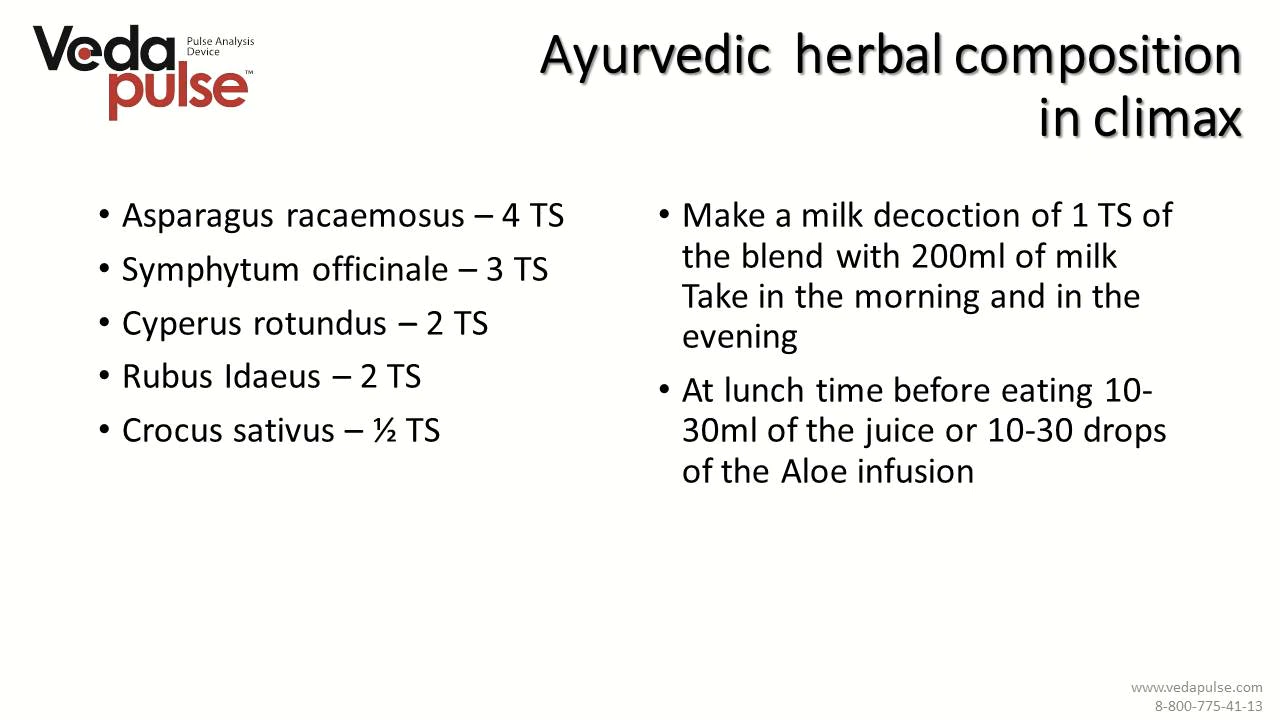 Veda
pulse™
Pulse Analysis
Device
Ayurvedic herbal composition
in climax
• Asparagus racaemosus – 4 TS
• Symphytum officinale – 3 TS
• Cyperus rotundus – 2 TS
• Rubus Idaeus – 2 TS
• Crocus sativus – ½ TS
• Make a milk decoction of 1 TS of
the blend with 200ml of milk
Take in the morning and in the
evening
• At lunch time before eating 10-
30ml of the juice or 10-30 drops
of the Aloe infusion
www.vedapulse.com
8-800-775-41-13